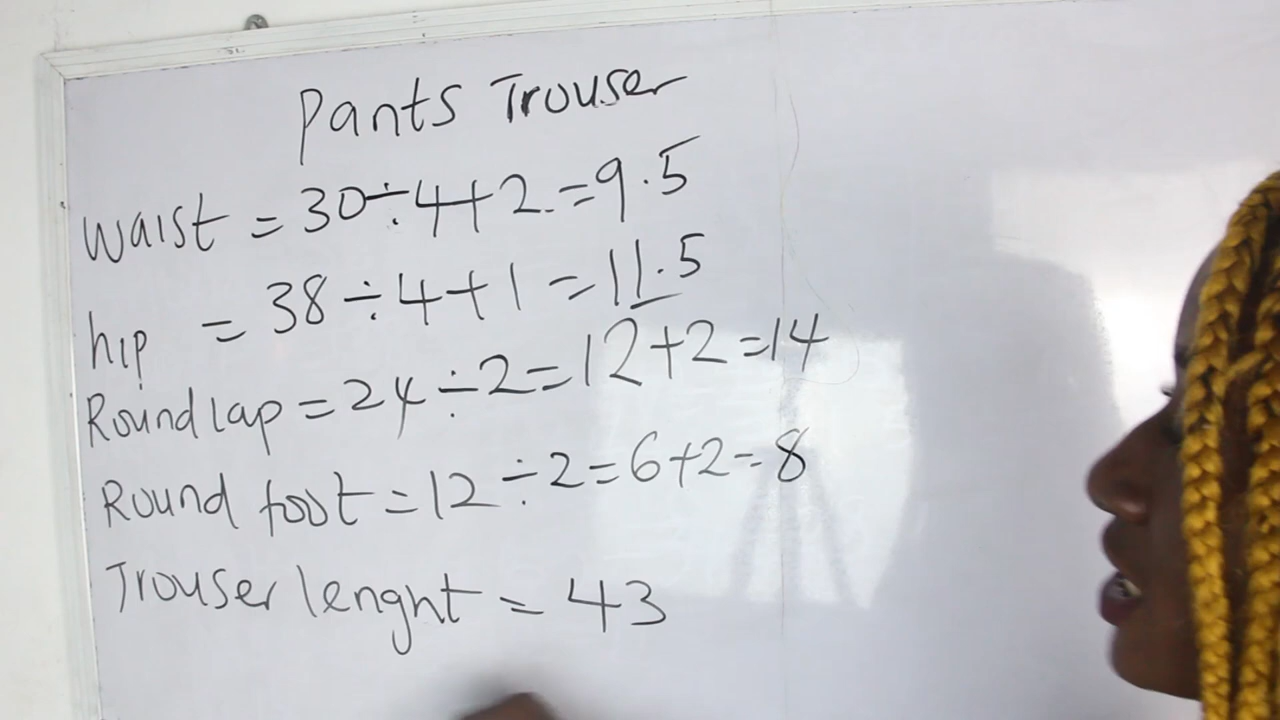 Pants Trouser
waist = 30÷4+2.=9.5
hip = 38÷4+1=11.5
Round lap = 24÷2=12+2=14
Round foot = 12÷2=6+2=8
Trouser lenght = 43